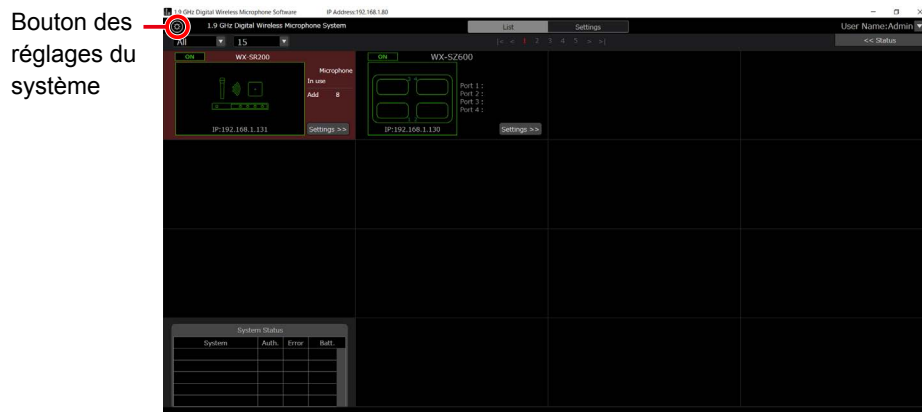 Bouton des
réglages du
système
1.9 GHz Digital Wireless Microphone Software IP Address:192.168.1.80
1.9 GHz Digital Wireless Microphone System List Settings User Name:Admin
All 15 |< < 1 2 3 4 5 > >| << Status
ON WX-SR200
Microphone
In use
Add 8
IP:192.168.1.131 Settings >>
ON WX-SZ600
3 4
Port 1 :
Port 2 :
Port 3 :
Port 4 :
IP:192.168.1.130 Settings >>
System Status
System Auth. Error Batt.